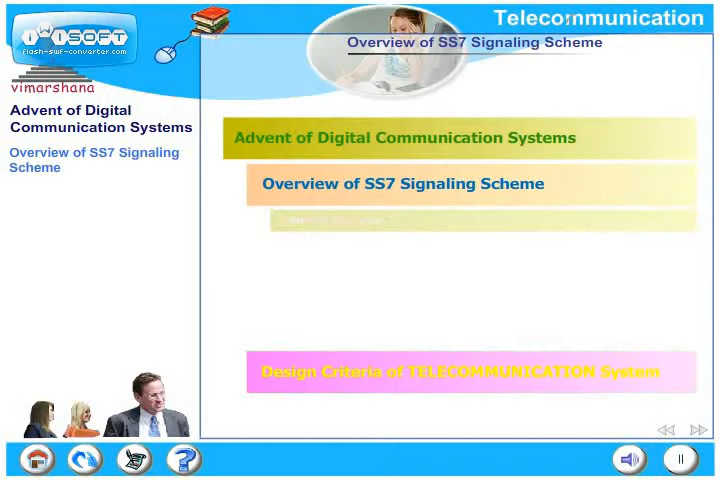 Telecommunication
iWiSOFT
flash-swf-converter.com
Overview of SS7 Signaling Scheme
vimarshana
Advent of Digital
Communication Systems
Overview of SS7 Signaling
Scheme
Advent of Digital Communication Systems
Overview of SS7 Signaling Scheme
Design Criteria of TELECOMMUNICATION System